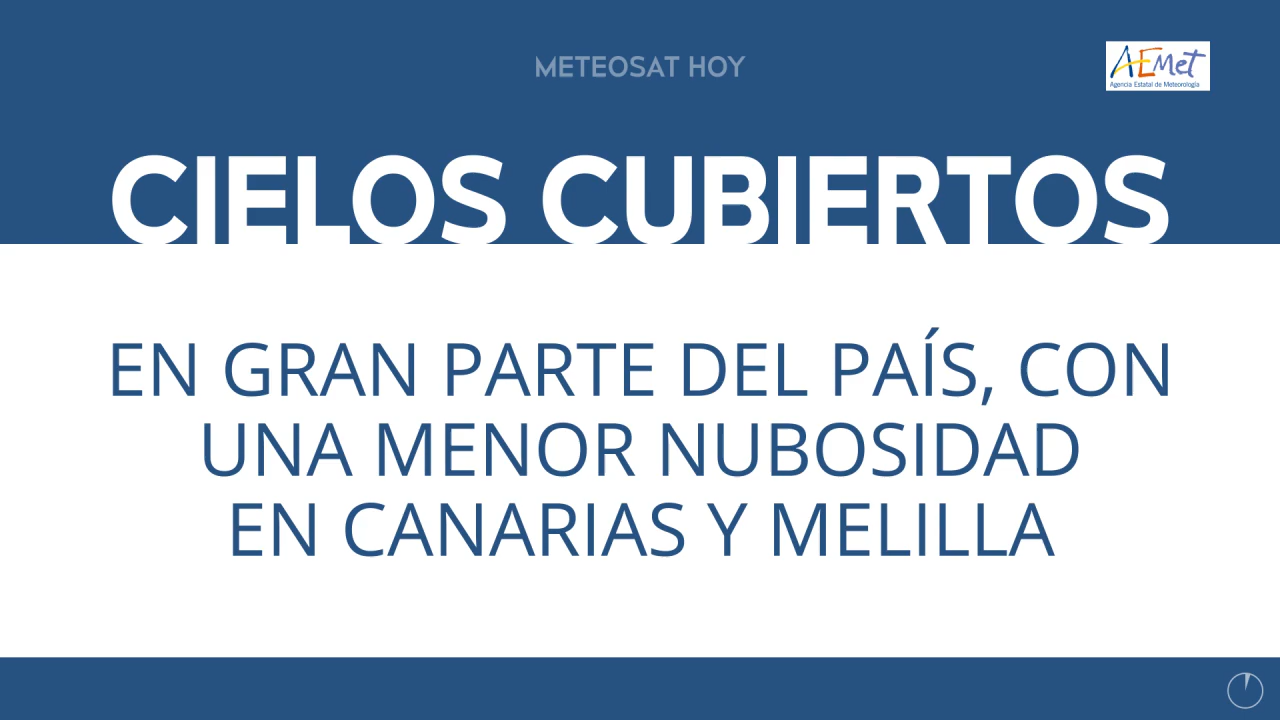 METEOSAT HOY
AEMet
Agencia Estatal de Meteorología
CIELOS CUBIERTOS
EN GRAN PARTE DEL PAÍS, CON
UNA MENOR NUBOSIDAD
EN CANARIAS Y MELILLA